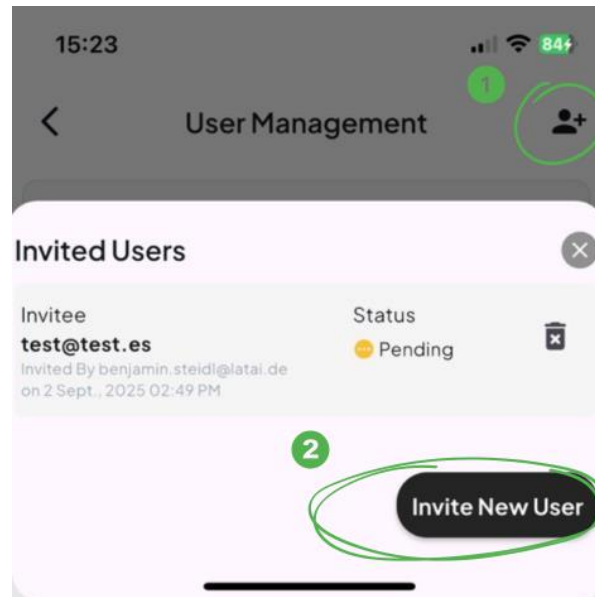 15:23
84
1
User Management
Invited Users
Invitee
Status
test@test.es
Pending
Invited By benjamin.steidl@latai.de
on 2 Sept., 2025 02:49 PM
2
Invite New User